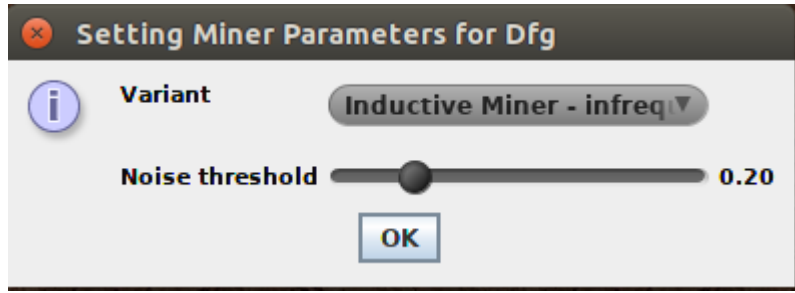 Setting Miner Parameters for Dfg
Variant
Inductive Miner - infreq
Noise threshold 0.20
OK